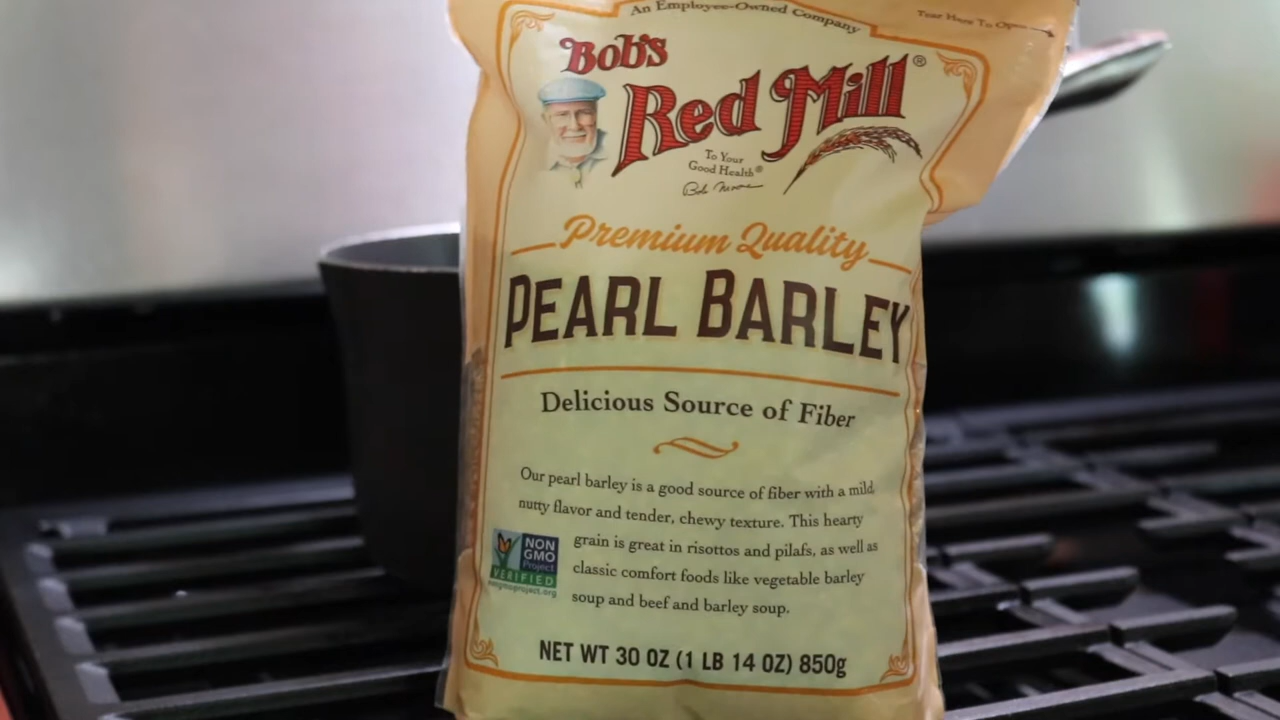 An Employee-Owned Company
Tear Here To Open
Bob's
Red Mill®
To Your
Good Health®
Bob Moore
Premium Quality
PEARL BARLEY
Delicious Source of Fiber
Our pearl barley is a good source of fiber with a mild,
nutty flavor and tender, chewy texture. This hearty
grain is great in risottos and pilafs, as well as
classic comfort foods like vegetable barley
soup and beef and barley soup.
NON
GMO
Project
VERIFIED
nongmoproject.org
NET WT 30 OZ (1 LB 14 OZ) 850g